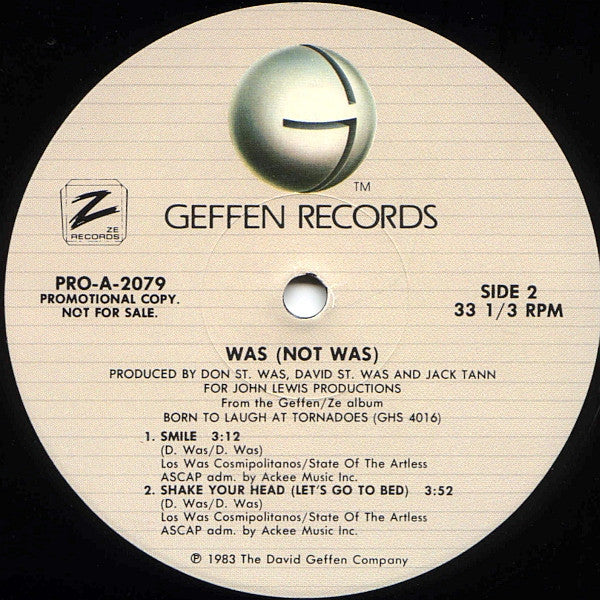 TM
GEFFEN RECORDS
Z
ZE
RECORDS
PRO-A-2079
PROMOTIONAL COPY.
NOT FOR SALE.
SIDE 2
33 1/3 RPM
WAS (NOT WAS)
PRODUCED BY DON ST. WAS, DAVID ST. WAS AND JACK TANN
FOR JOHN LEWIS PRODUCTIONS
From the Geffen/Ze album
BORN TO LAUGH AT TORNADOES (GHS 4016)
1. SMILE 3:12
(D. Was/D. Was)
Los Was Cosmipolitanos/State Of The Artless
ASCAP adm. by Ackee Music Inc.
2. SHAKE YOUR HEAD (LET'S GO TO BED) 3:52
(D. Was/D. Was)
Los Was Cosmipolitanos/State Of The Artless
ASCAP adm. by Ackee Music Inc.
℗ 1983 The David Geffen Company